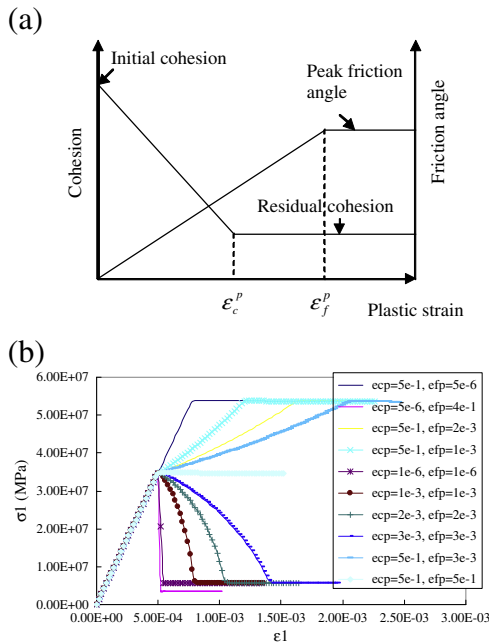 (a)
Initial cohesion
Peak friction
angle
Cohesion
Friction angle
Residual cohesion
ε_c^p
ε_f^p
Plastic strain
(b)
6.00E+07
5.00E+07
4.00E+07
3.00E+07
2.00E+07
1.00E+07
0.00E+00
σ1 (MPa)
0.00E+00
5.00E-04
1.00E-03
1.50E-03
2.00E-03
2.50E-03
3.00E-03
ε1
ecp=5e-1, efp=5e-6
ecp=5e-6, efp=4e-1
ecp=5e-1, efp=2e-3
ecp=5e-1, efp=1e-3
ecp=1e-6, efp=1e-6
ecp=1e-3, efp=1e-3
ecp=2e-3, efp=2e-3
ecp=3e-3, efp=3e-3
ecp=5e-1, efp=3e-3
ecp=5e-1, efp=5e-1